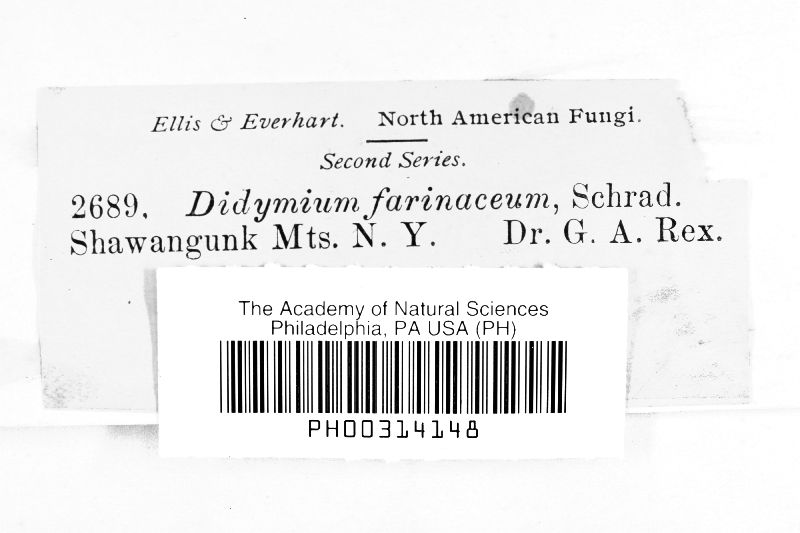 Ellis & Everhart. North American Fungi.
Second Series.
2689. Didymium farinaceum, Schrad.
Shawangunk Mts. N. Y. Dr. G. A. Rex.
The Academy of Natural Sciences
Philadelphia, PA USA (PH)
PH00314148